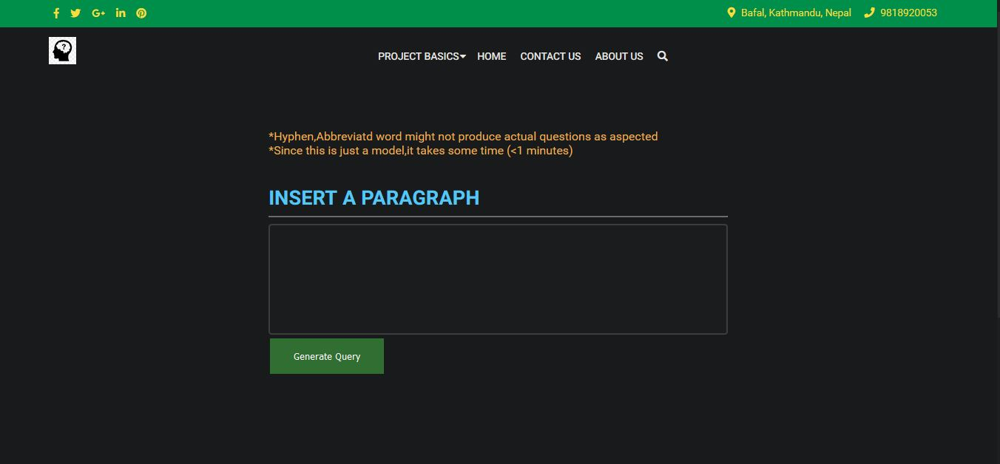 Bafal, Kathmandu, Nepal 9818920053
PROJECT BASICS HOME CONTACT US ABOUT US
*Hyphen,Abbreviatd word might not produce actual questions as aspected
*Since this is just a model,it takes some time (<1 minutes)
INSERT A PARAGRAPH
Generate Query